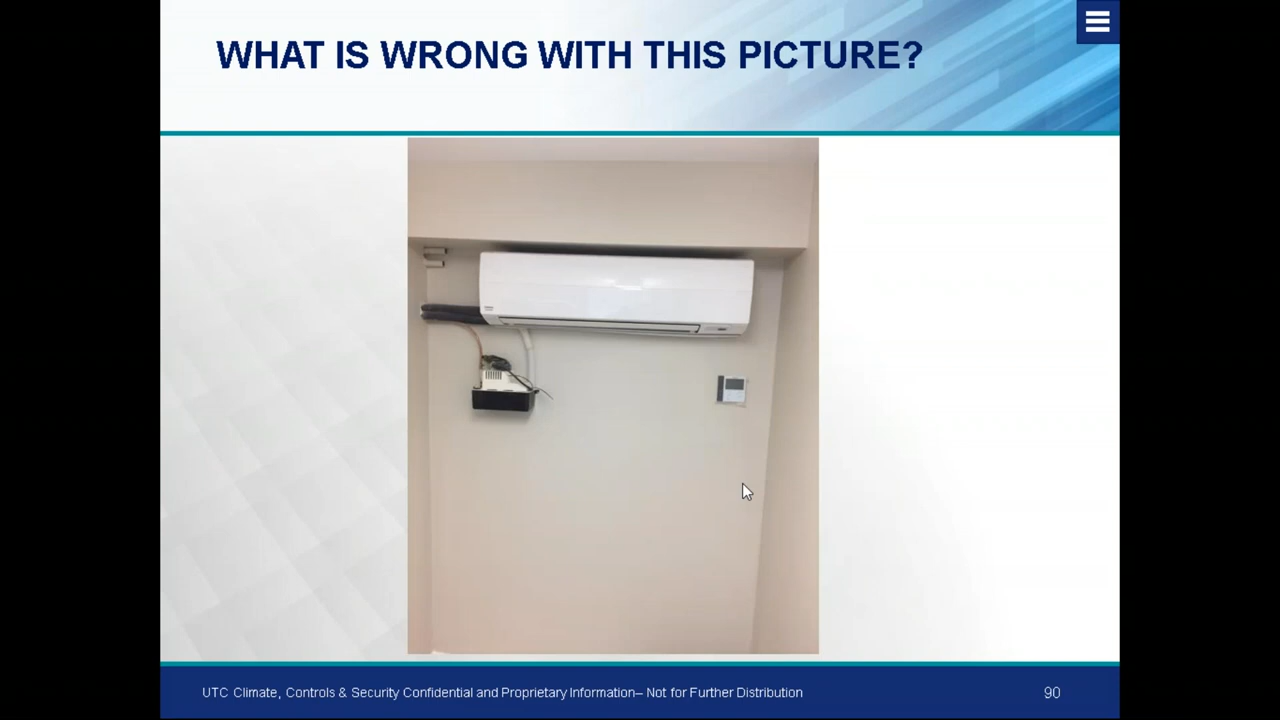 WHAT IS WRONG WITH THIS PICTURE?
UTC Climate, Controls & Security Confidential and Proprietary Information– Not for Further Distribution
90